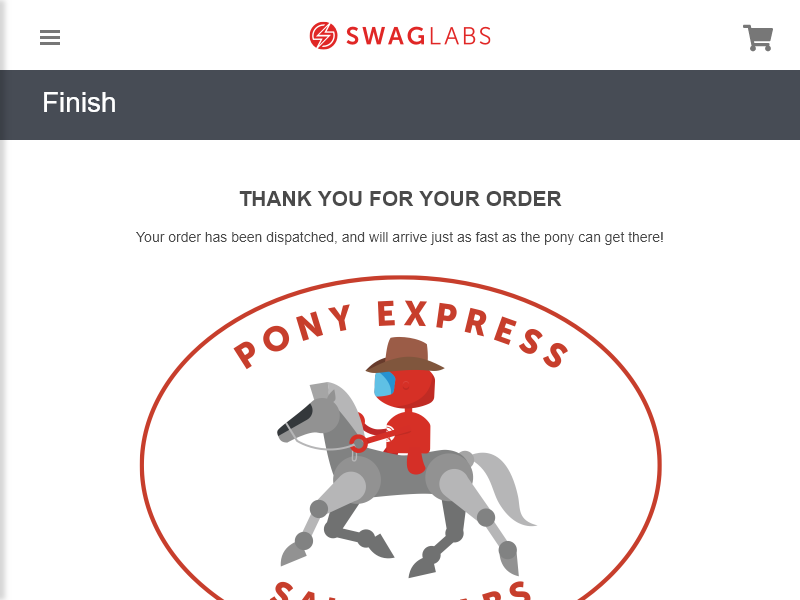 SWAGLABS
Finish
THANK YOU FOR YOUR ORDER
Your order has been dispatched, and will arrive just as fast as the pony can get there!
PONY EXPRESS